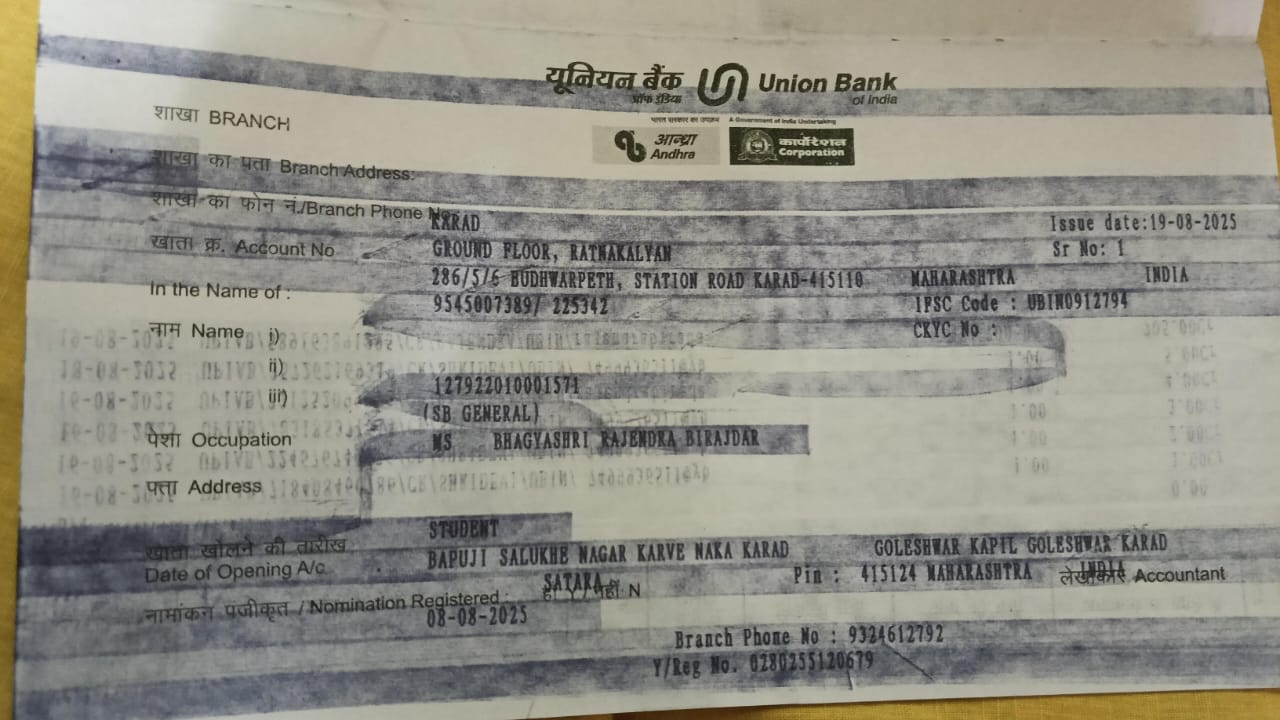 यूनियन बैंक Union Bank
ऑफ इंडिया of India
भारत सरकार का उपक्रम A Government of India Undertaking
आन्ध्रा Andhra कार्पोरेशन Corporation
शाखा BRANCH
शाखा का पता Branch Address:
शाखा का फोन नं./Branch Phone
KARAD Issue date:19-08-2025
खाता क्र. Account No GROUND FLOOR, RATNAKALYAN Sr No: 1
286/5/6 BUDHWARPETH, STATION ROAD KARAD-415110 MAHARASHTRA INDIA
In the Name of : 9545007389/ 225342 IFSC Code : UBIN0912794
नाम Name i) CKYC No :
ii)
iii) 127922010001571
(SB GENERAL)
पेशा Occupation MS BHAGYASHRI RAJENDRA BIRAJDAR
पत्ता Address
STUDENT
खाता खोलने की तारीख BAPUJI SALUKHE NAGAR KARVE NAKA KARAD GOLESHWAR KAPIL GOLESHWAR KARAD
Date of Opening A/c SATARA Pin : 415124 MAHARASHTRA INDIA लेखाकार Accountant
नामांकन पंजीकृत / Nomination Registered : हाँ Y / नहीं N
08-08-2025
Branch Phone No : 9324612792
Y/Reg No. 0280255120679